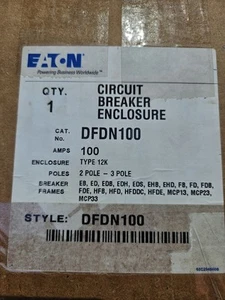 EATON
Powering Business Worldwide
QTY. CIRCUIT
1 BREAKER
ENCLOSURE
CAT. No. DFDN100
AMPS 100
ENCLOSURE TYPE 12K
POLES 2 POLE - 3 POLE
BREAKER FRAMES EB, ED, EDB, EDH, EDS, EHB, EHD, FB, FD, FDB,
FDE, HFB, HFD, HFDDC, HFDE, MCP13, MCP23,
MCP33
STYLE: DFDN100